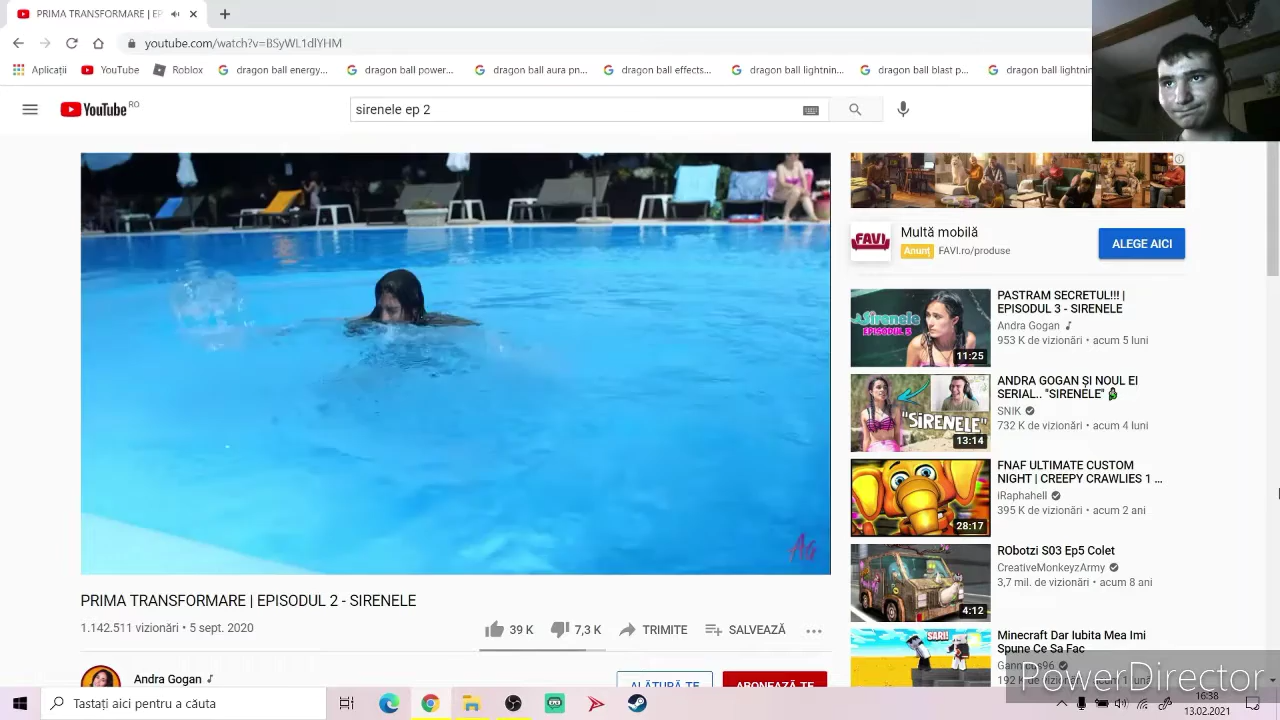 PRIMA TRANSFORMARE | EP
youtube.com/watch?v=BSyWL1dlYHM
Aplicații
YouTube
Roblox
dragon ball energy...
dragon ball power...
dragon ball aura pn...
dragon ball effects...
dragon ball lightnin...
dragon ball blast p...
dragon ball lightnin
YouTube RO
sirenele ep 2
AG
PRIMA TRANSFORMARE | EPISODUL 2 - SIRENELE
1.142.511 vizionări • 5 sept. 2020
39 K
7,3 K
TRIMITE
SALVEAZĂ
Andra Gogan
ALĂTURĂ-TE
ABONEAZĂ-TE
FAVI
Multă mobilă
Anunț FAVI.ro/produse
ALEGE AICI
Sirenele
11:25
PASTRAM SECRETUL!!! |
EPISODUL 3 - SIRENELE
Andra Gogan
953 K de vizionări • acum 5 luni
"SiRENELE"
13:14
ANDRA GOGAN ȘI NOUL EI
SERIAL.. "SIRENELE"
SNIK
732 K de vizionări • acum 4 luni
28:17
FNAF ULTIMATE CUSTOM
NIGHT | CREEPY CRAWLIES 1 ...
iRaphahell
395 K de vizionări • acum 2 ani
4:12
RObotzi S03 Ep5 Colet
CreativeMonkeyzArmy
3,7 mil. de vizionări • acum 8 ani
SARI!
Minecraft Dar Iubita Mea Imi
Spune Ce Sa Fac
PowerDirector
Tastați aici pentru a căuta
16:38
13.02.2021